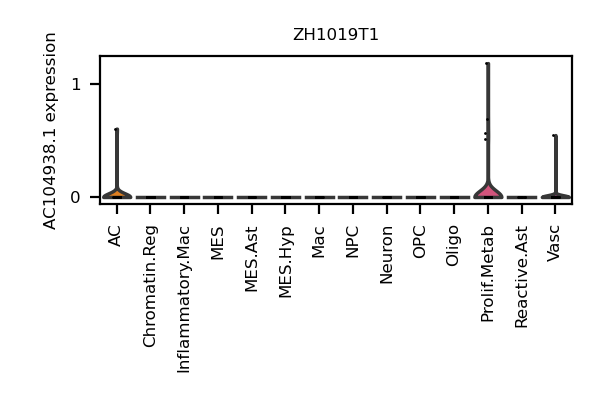 ZH1019T1
AC104938.1 expression
1
0
AC
Chromatin.Reg
Inflammatory.Mac
MES
MES.Ast
MES.Hyp
Mac
NPC
Neuron
OPC
Oligo
Prolif.Metab
Reactive.Ast
Vasc